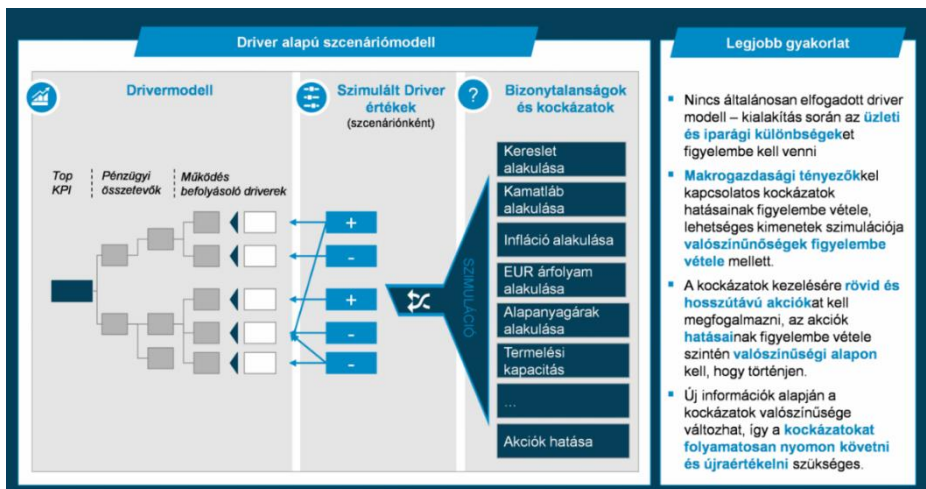 Driver alapú szcenáriómodell
Drivermodell
Szimulált Driver
értékek
(szcenáriónként)
?
Bizonytalanságok
és kockázatok
Top
KPI
Pénzügyi
összetevők
Működés
befolyásoló driverek
+
-
+
-
-
SZIMULÁCIÓ
Kereslet
alakulása
Kamatláb
alakulása
Infláció alakulása
EUR árfolyam
alakulása
Alapanyagárak
alakulása
Termelési
kapacitás
...
Akciók hatása
Legjobb gyakorlat
▪ Nincs általánosan elfogadott driver
modell – kialakítás során az üzleti
és iparági különbségeket
figyelembe kell venni
▪ Makrogazdasági tényezőkkel
kapcsolatos kockázatok
hatásainak figyelembe vétele,
lehetséges kimenetek szimulációja
valószínűnőségek figyelembe
vétele mellett.
▪ A kockázatok kezelésére rövid és
hosszútávú akciókat kell
megfogalmazni, az akciók
hatásainak figyelembe vétele
szintén valószínűségi alapon
kell, hogy történjen.
▪ Új információk alapján a
kockázatok valószínűsége
változhat, így a kockázatokat
folyamatosan nyomon követni
és újraértékelni szükséges.